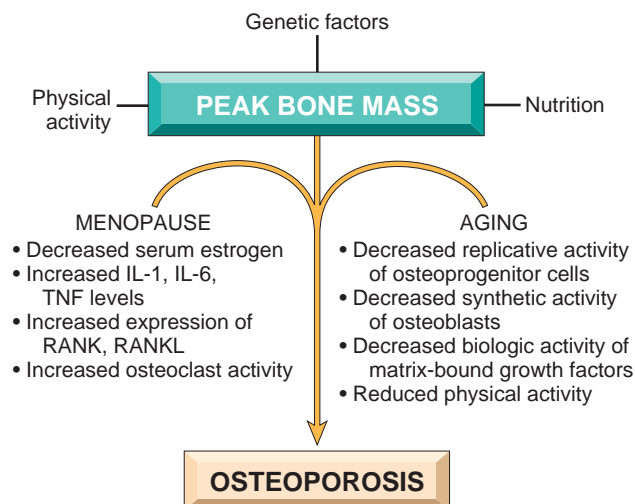 Genetic factors
Physical
activity
PEAK BONE MASS
Nutrition
MENOPAUSE
• Decreased serum estrogen
• Increased IL-1, IL-6,
TNF levels
• Increased expression of
RANK, RANKL
• Increased osteoclast activity
AGING
• Decreased replicative activity
of osteoprogenitor cells
• Decreased synthetic activity
of osteoblasts
• Decreased biologic activity of
matrix-bound growth factors
• Reduced physical activity
OSTEOPOROSIS